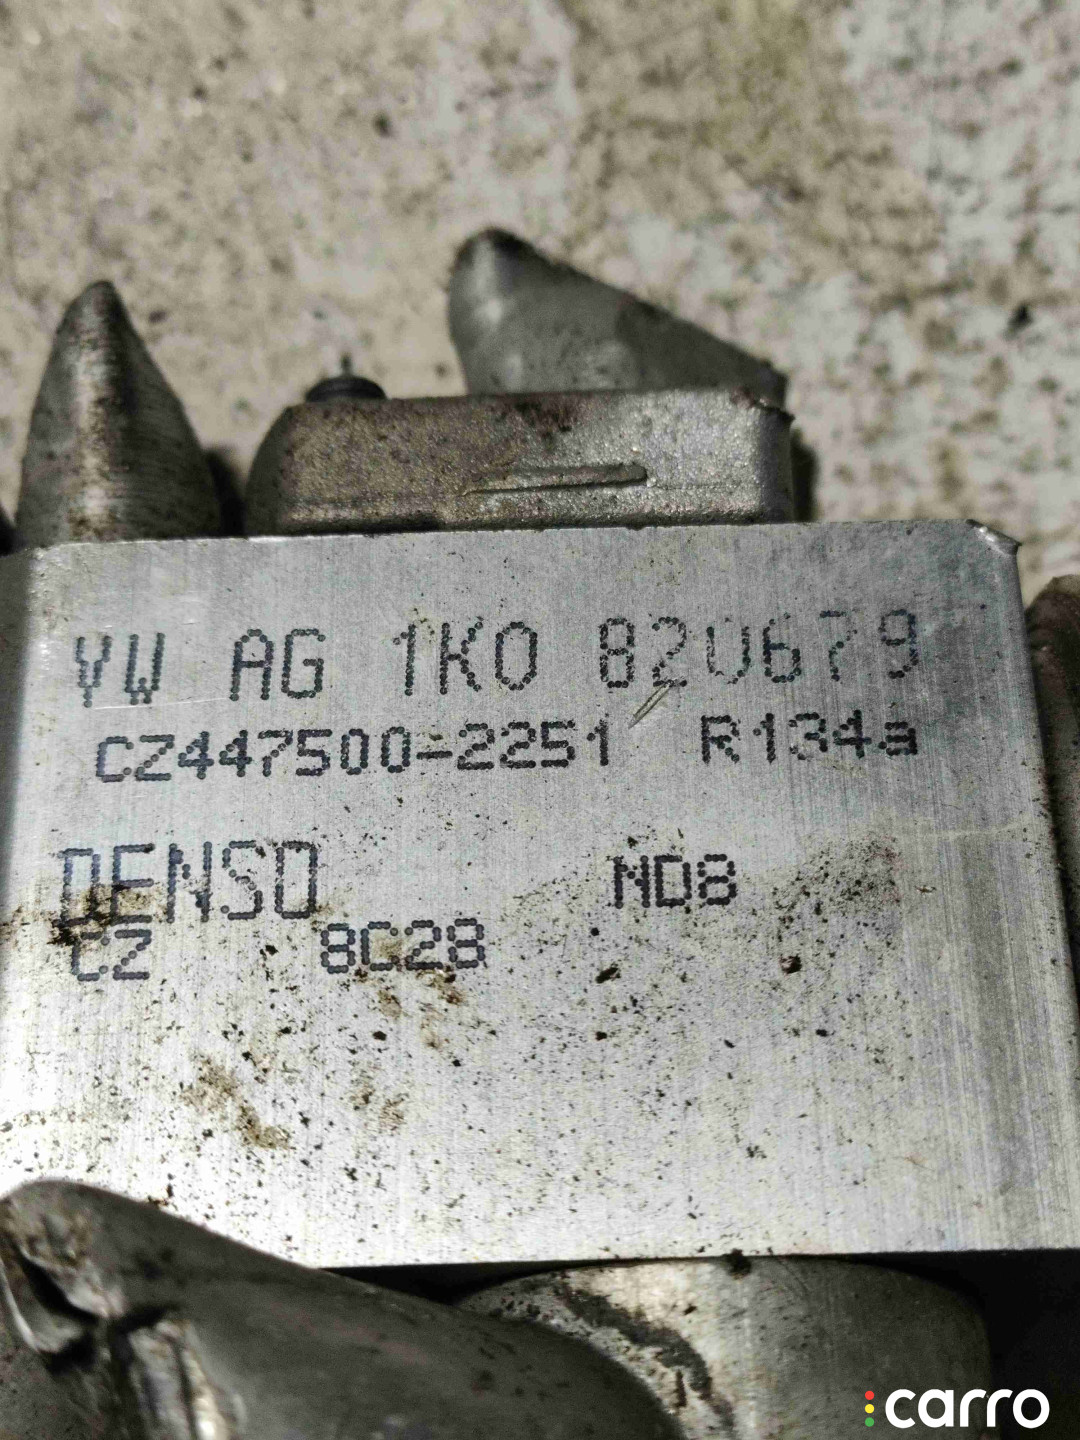 VW AG 1K0 820679
CZ447500-2251 R134a
DENSO ND8
CZ 8C28
carro